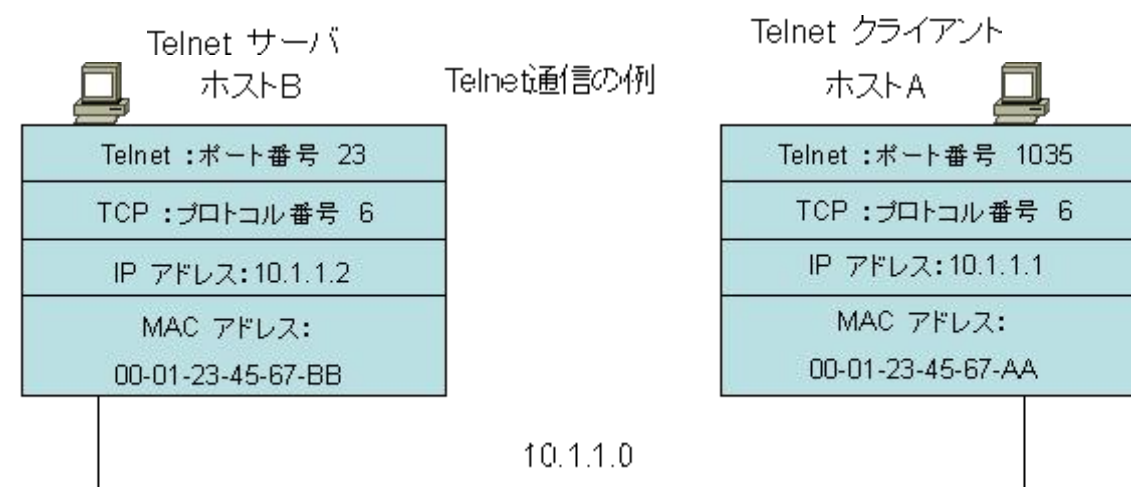 Telnet サーバ
ホストB
Telnet通信の例
Telnet クライアント
ホストA
Telnet :ポート番号 23
TCP :プロトコル番号 6
IP アドレス:10.1.1.2
MAC アドレス:
00-01-23-45-67-BB
Telnet :ポート番号 1035
TCP :プロトコル番号 6
IP アドレス:10.1.1.1
MAC アドレス:
00-01-23-45-67-AA
10.1.1.0